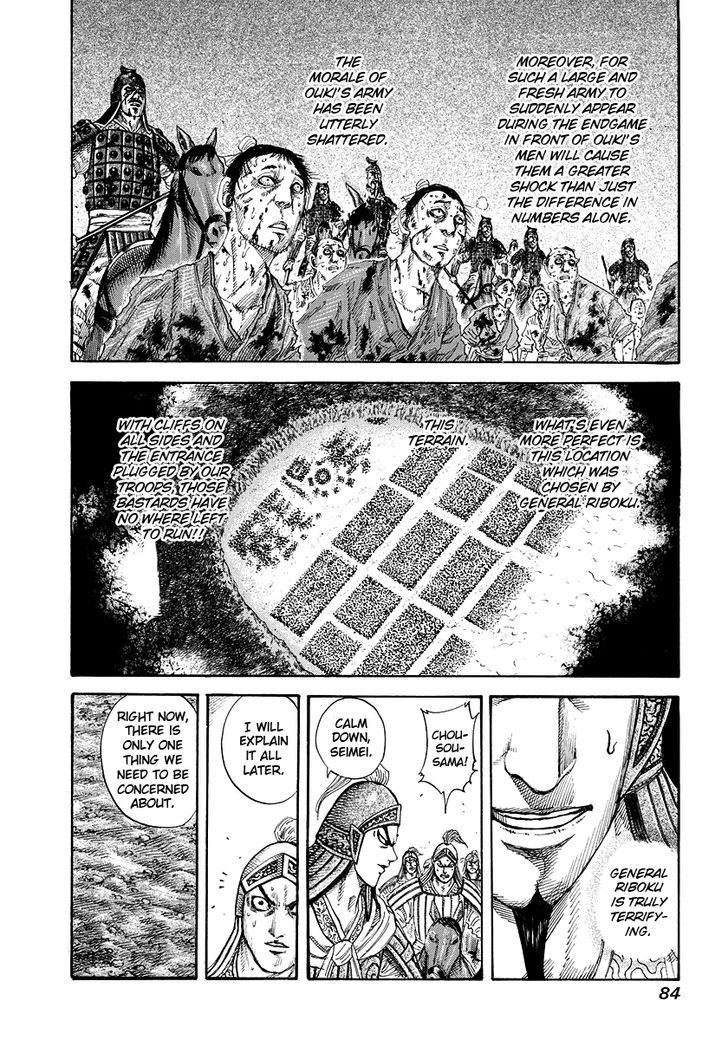 MOREOVER, FOR
SUCH A LARGE AND
FRESH ARMY TO
SUDDENLY APPEAR
DURING THE ENDGAME
IN FRONT OF OUKI'S
MEN WILL CAUSE
THEM A GREATER
SHOCK THAN JUST
THE DIFFERENCE IN
NUMBERS ALONE.
THE
MORALE OF
OUKI'S ARMY
HAS BEEN
UTTERLY
SHATTERED.
WHAT'S EVEN
MORE PERFECT IS
THIS LOCATION
WHICH WAS
CHOSEN BY
GENERAL RIBOKU.
THIS
TERRAIN.
WITH CLIFFS ON
ALL SIDES AND
THE ENTRANCE
PLUGGED BY OUR
TROOPS, THOSE
BASTARDS HAVE
NO WHERE LEFT
TO RUN!!
GENERAL
RIBOKU
IS TRULY
TERRIFY-
ING.
CHOU-
SOU-
SAMA!
CALM
DOWN,
SEIMEI.
I WILL
EXPLAIN
IT ALL
LATER.
RIGHT NOW,
THERE IS
ONLY ONE
THING WE
NEED TO BE
CONCERNED
ABOUT.
84